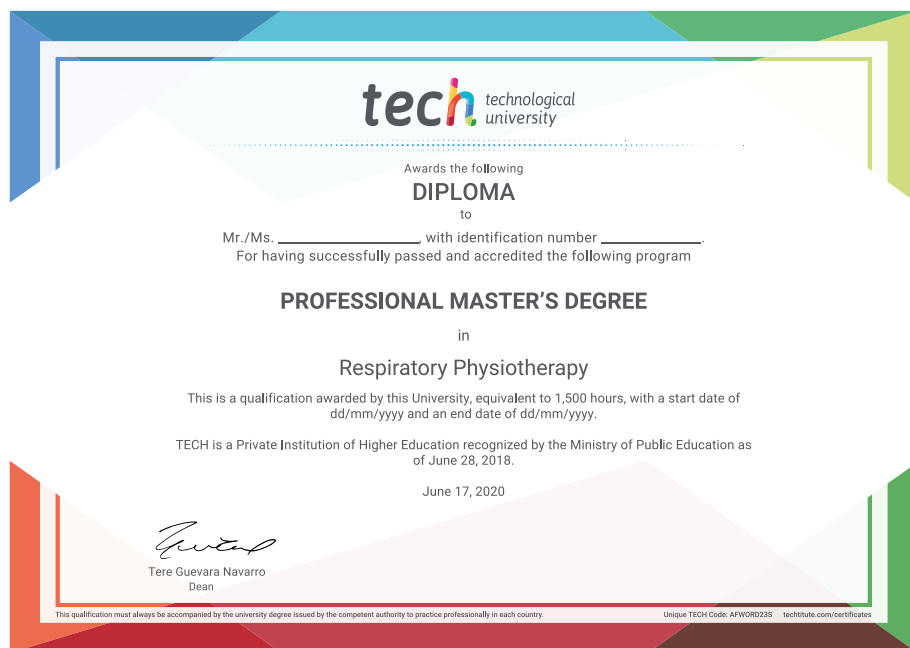 tech technological
university
Awards the following
DIPLOMA
to
Mr./Ms. ____________________, with identification number ______________.
For having successfully passed and accredited the following program
PROFESSIONAL MASTER'S DEGREE
in
Respiratory Physiotherapy
This is a qualification awarded by this University, equivalent to 1,500 hours, with a start date of
dd/mm/yyyy and an end date of dd/mm/yyyy.
TECH is a Private Institution of Higher Education recognized by the Ministry of Public Education as
of June 28, 2018.
June 17, 2020
Tere Guevara Navarro
Dean
This qualification must always be accompanied by the university degree issued by the competent authority to practice professionally in each country.
Unique TECH Code: AFWORD23S techtitute.com/certificates